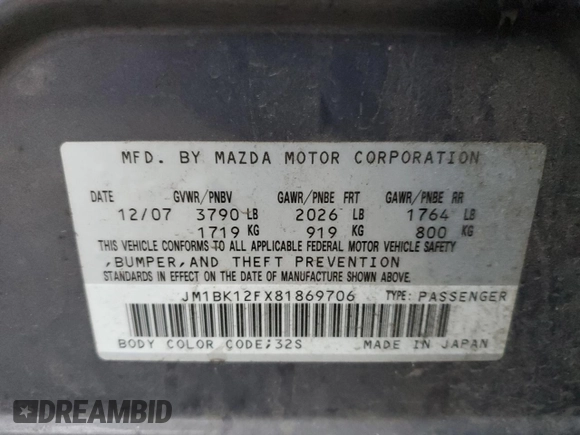 MFD. BY MAZDA MOTOR CORPORATION
DATE GVWR/PNBV GAWR/PNBE FRT GAWR/PNBE RR
12/07 3790 LB 2026 LB 1764 LB
1719 KG 919 KG 800 KG
THIS VEHICLE CONFORMS TO ALL APPLICABLE FEDERAL MOTOR VEHICLE SAFETY
,BUMPER,AND THEFT PREVENTION
STANDARDS IN EFFECT ON THE DATE OF MANUFACTURE SHOWN ABOVE.
JM1BK12FX81869706 TYPE: PASSENGER
BODY COLOR CODE;32S MADE IN JAPAN
DREAMBID